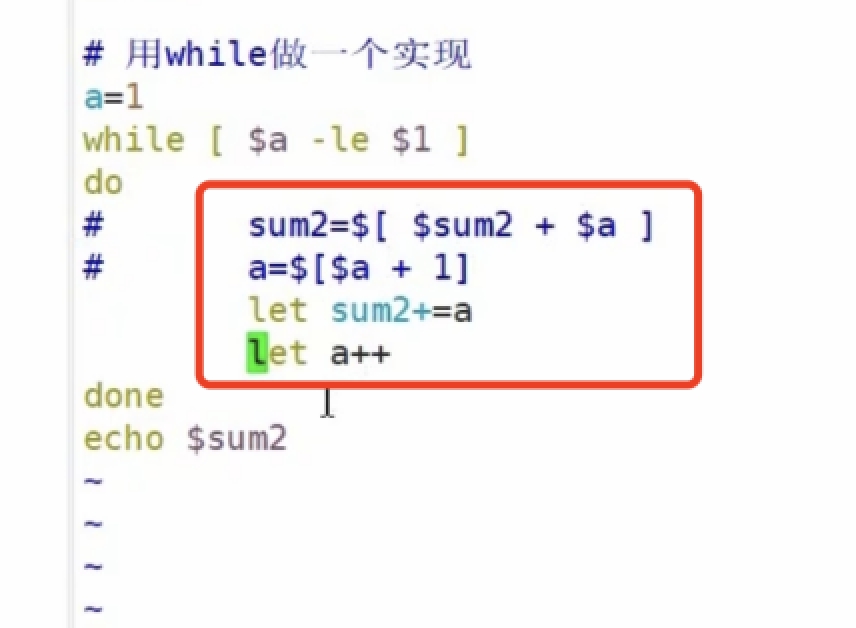 # 用while做一个实现
a=1
while [ $a -le $1 ]
do
#       sum2=$[ $sum2 + $a ]
#       a=$[$a + 1]
        let sum2+=a
        let a++
done
echo $sum2
~
~
~
~